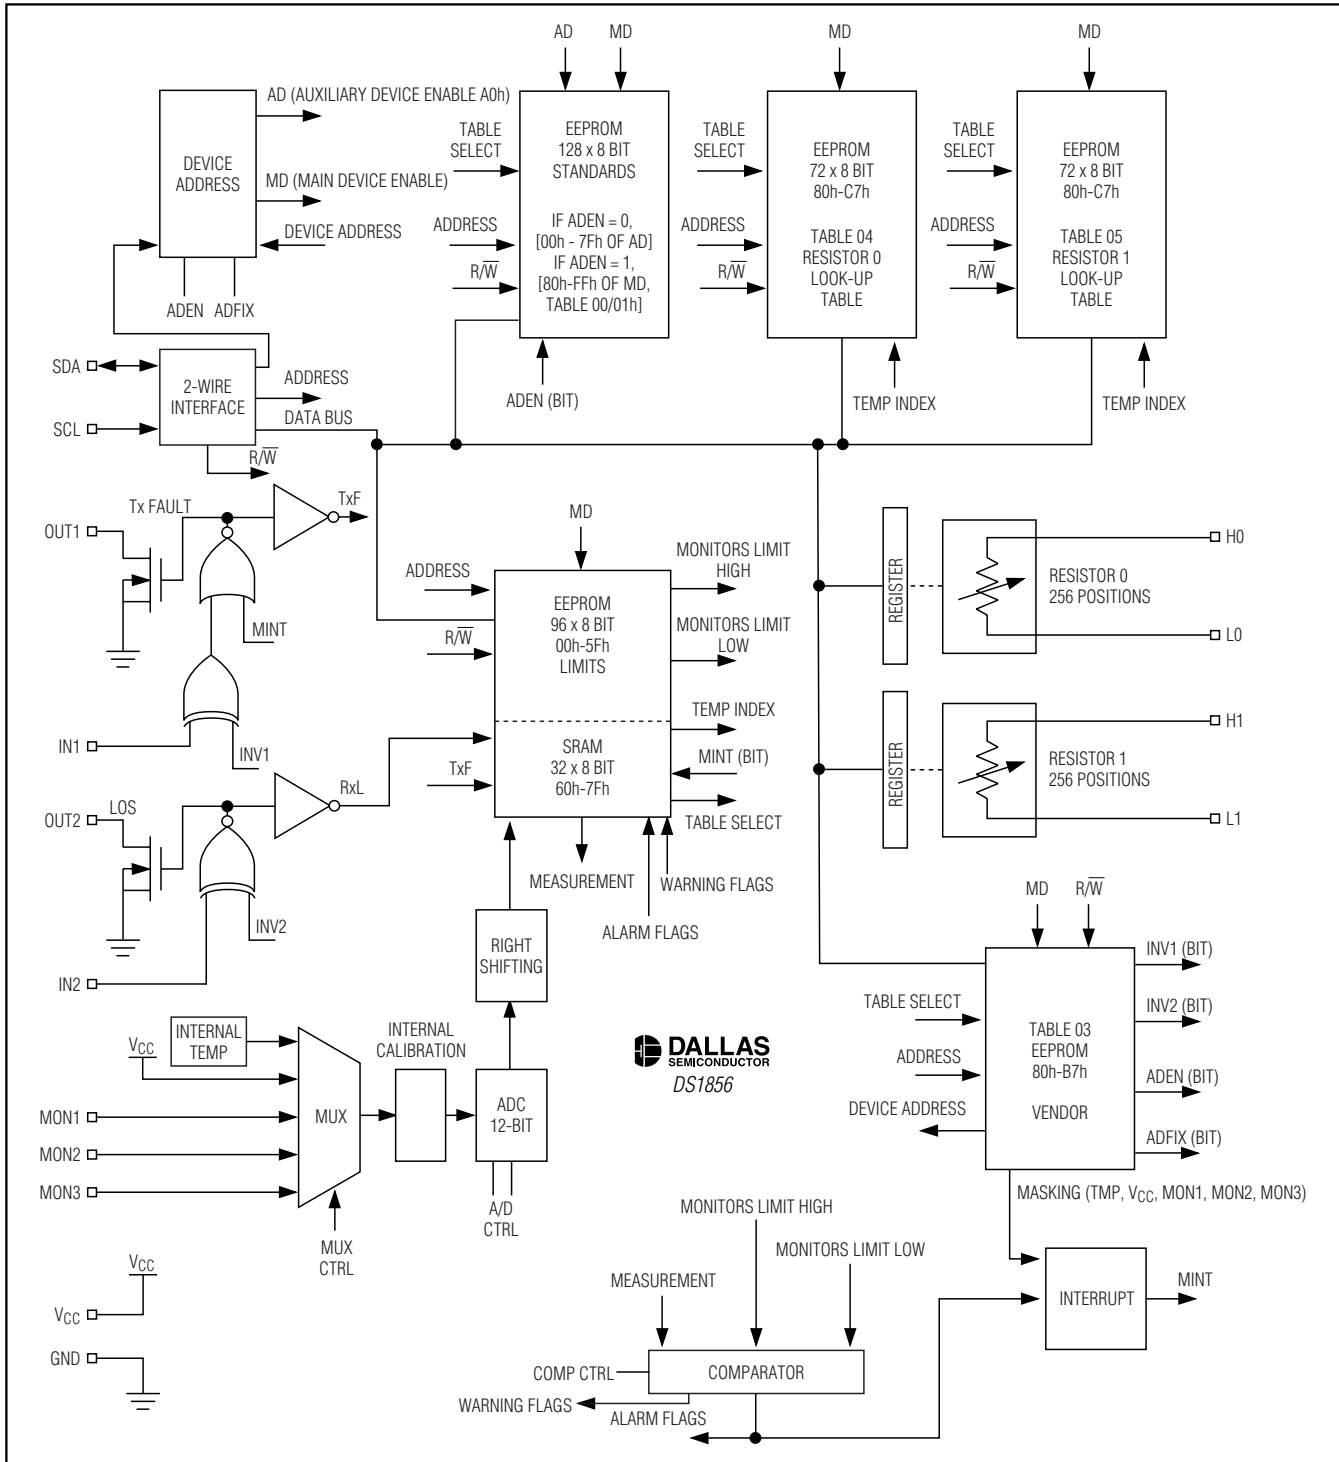 AD
MD
MD
MD
AD (AUXILIARY DEVICE ENABLE A0h)
DEVICE
ADDRESS
MD (MAIN DEVICE ENABLE)
DEVICE ADDRESS
ADEN
ADFIX
TABLE
SELECT
ADDRESS
R/W̅
EEPROM
128 x 8 BIT
STANDARDS
IF ADEN = 0,
[00h - 7Fh OF AD]
IF ADEN = 1,
[80h-FFh OF MD,
TABLE 00/01h]
ADEN (BIT)
TABLE
SELECT
ADDRESS
R/W̅
EEPROM
72 x 8 BIT
80h-C7h
TABLE 04
RESISTOR 0
LOOK-UP
TABLE
TEMP INDEX
TABLE
SELECT
ADDRESS
R/W̅
EEPROM
72 x 8 BIT
80h-C7h
TABLE 05
RESISTOR 1
LOOK-UP
TABLE
TEMP INDEX
SDA
SCL
2-WIRE
INTERFACE
ADDRESS
DATA BUS
R/W̅
Tx FAULT
TxF
OUT1
MINT
IN1
INV1
LOS
RxL
OUT2
INV2
IN2
MD
ADDRESS
R/W̅
TxF
EEPROM
96 x 8 BIT
00h-5Fh
LIMITS
SRAM
32 x 8 BIT
60h-7Fh
MONITORS LIMIT
HIGH
MONITORS LIMIT
LOW
TEMP INDEX
MINT (BIT)
TABLE SELECT
MEASUREMENT
WARNING FLAGS
ALARM FLAGS
REGISTER
RESISTOR 0
256 POSITIONS
H0
L0
REGISTER
RESISTOR 1
256 POSITIONS
H1
L1
RIGHT
SHIFTING
INTERNAL
TEMP
VCC
MON1
MON2
MON3
MUX
MUX
CTRL
INTERNAL
CALIBRATION
ADC
12-BIT
A/D
CTRL
DALLAS
SEMICONDUCTOR
DS1856
MD
R/W̅
TABLE SELECT
ADDRESS
DEVICE ADDRESS
TABLE 03
EEPROM
80h-B7h
VENDOR
INV1 (BIT)
INV2 (BIT)
ADEN (BIT)
ADFIX (BIT)
MASKING (TMP, VCC, MON1, MON2, MON3)
INTERRUPT
MINT
VCC
VCC
GND
MONITORS LIMIT HIGH
MONITORS LIMIT LOW
MEASUREMENT
COMP CTRL
COMPARATOR
WARNING FLAGS
ALARM FLAGS